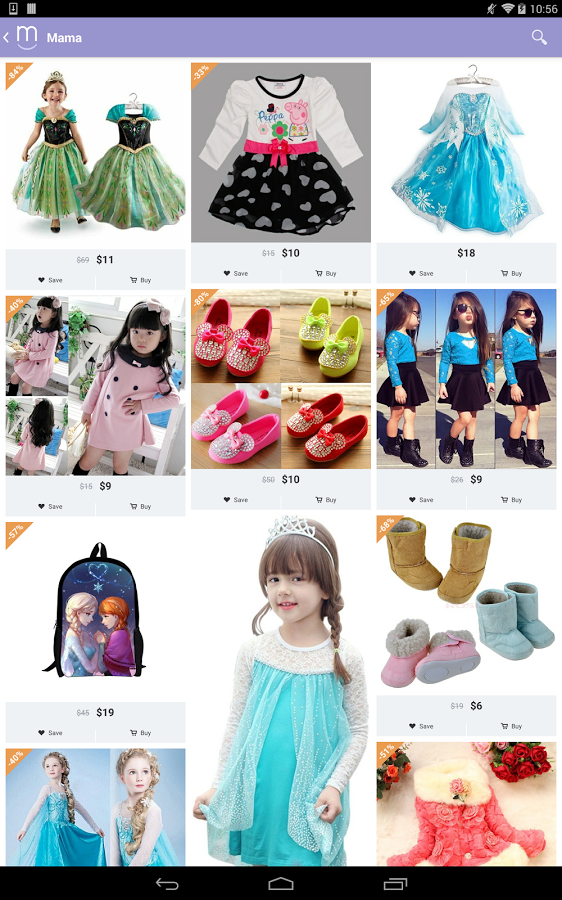 10:56
m
Mama
-84%
$69 $11
Save Buy
-33%
Peppa
$15 $10
Save Buy
$18
Save Buy
-40%
$15 $9
Save Buy
-80%
$50 $10
Save Buy
-65%
$26 $9
Save Buy
-57%
$45 $19
Save Buy
-68%
$19 $6
Save Buy
-40%
-51%